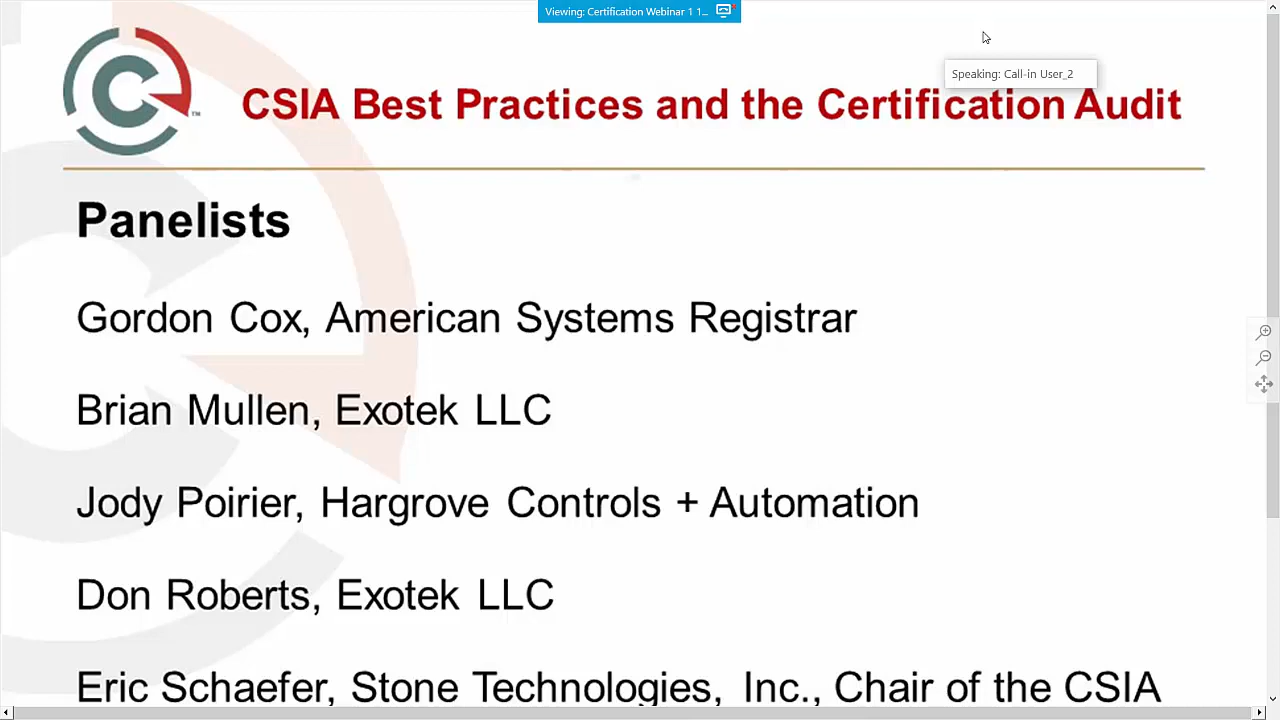 Viewing: Certification Webinar 1 1...
Speaking: Call-in User_2
CSIA Best Practices and the Certification Audit
TM
Panelists
Gordon Cox, American Systems Registrar
Brian Mullen, Exotek LLC
Jody Poirier, Hargrove Controls + Automation
Don Roberts, Exotek LLC
Eric Schaefer, Stone Technologies, Inc., Chair of the CSIA